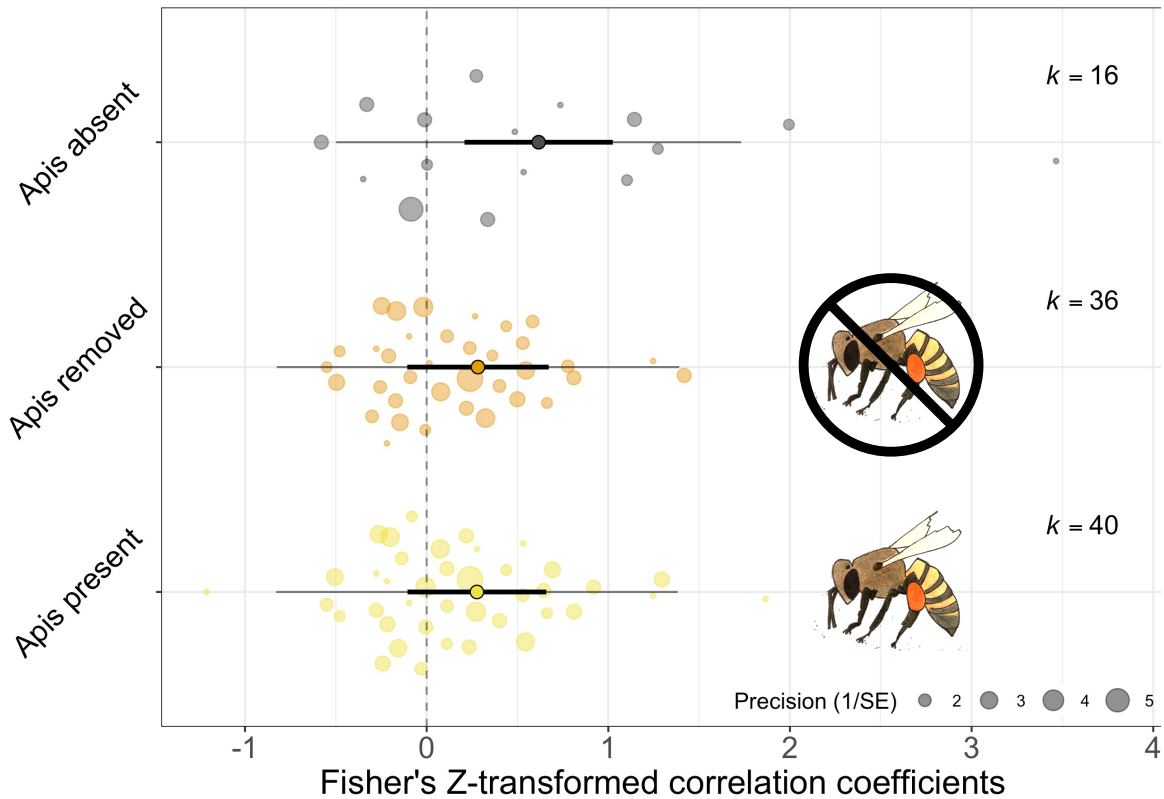 Apis absent
k = 16
Apis removed
k = 36
Apis present
k = 40
Precision (1/SE) 2 3 4 5
-1 0 1 2 3 4
Fisher's Z-transformed correlation coefficients